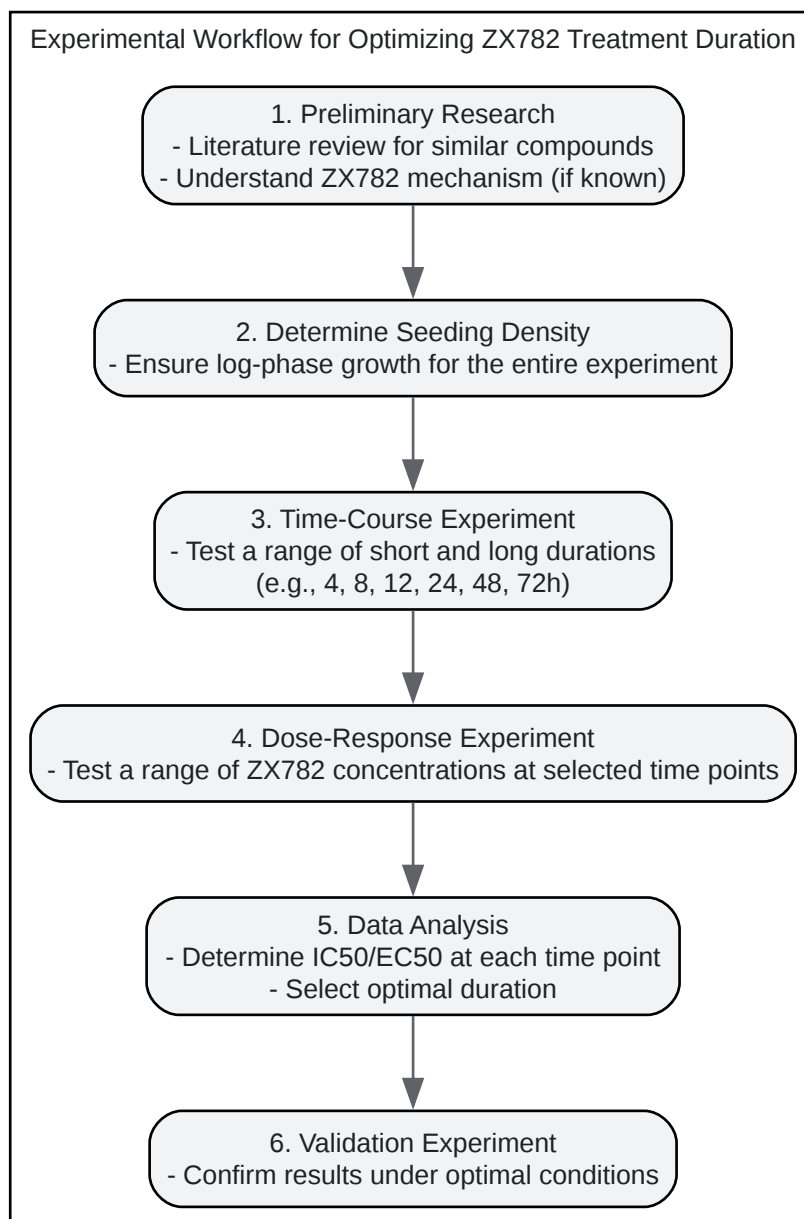 Experimental Workflow for Optimizing ZX782 Treatment Duration
1. Preliminary Research
- Literature review for similar compounds
- Understand ZX782 mechanism (if known)
2. Determine Seeding Density
- Ensure log-phase growth for the entire experiment
3. Time-Course Experiment
- Test a range of short and long durations
(e.g., 4, 8, 12, 24, 48, 72h)
4. Dose-Response Experiment
- Test a range of ZX782 concentrations at selected time points
5. Data Analysis
- Determine IC50/EC50 at each time point
- Select optimal duration
6. Validation Experiment
- Confirm results under optimal conditions